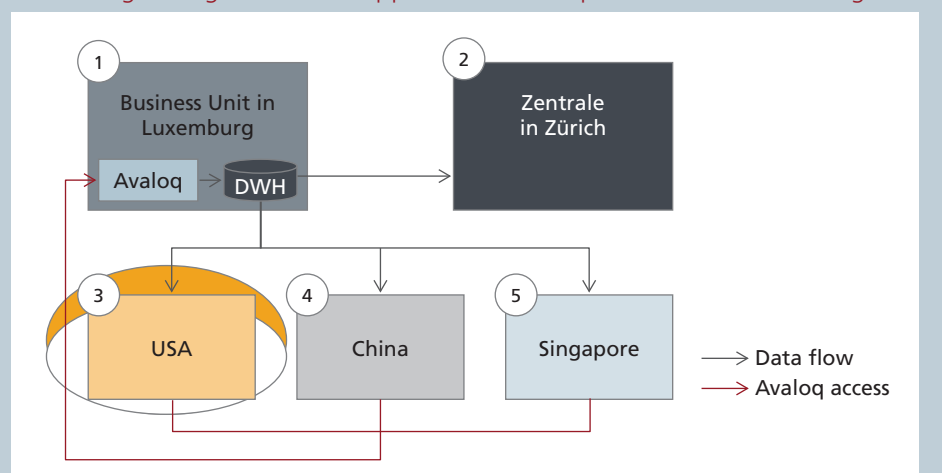 1
Business Unit in
Luxemburg
Avaloq
DWH
2
Zentrale
in Zürich
3
USA
4
China
5
Singapore
Data flow
Avaloq access